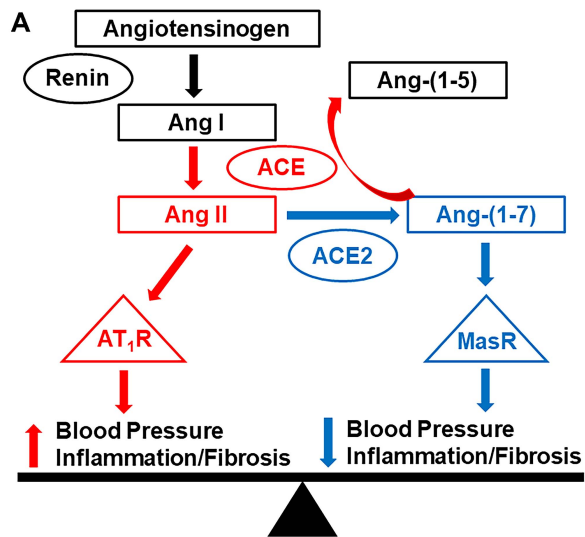 A
Angiotensinogen
Renin
Ang-(1-5)
Ang I
ACE
Ang II
Ang-(1-7)
ACE2
AT₁R
MasR
Blood Pressure
Inflammation/Fibrosis
Blood Pressure
Inflammation/Fibrosis